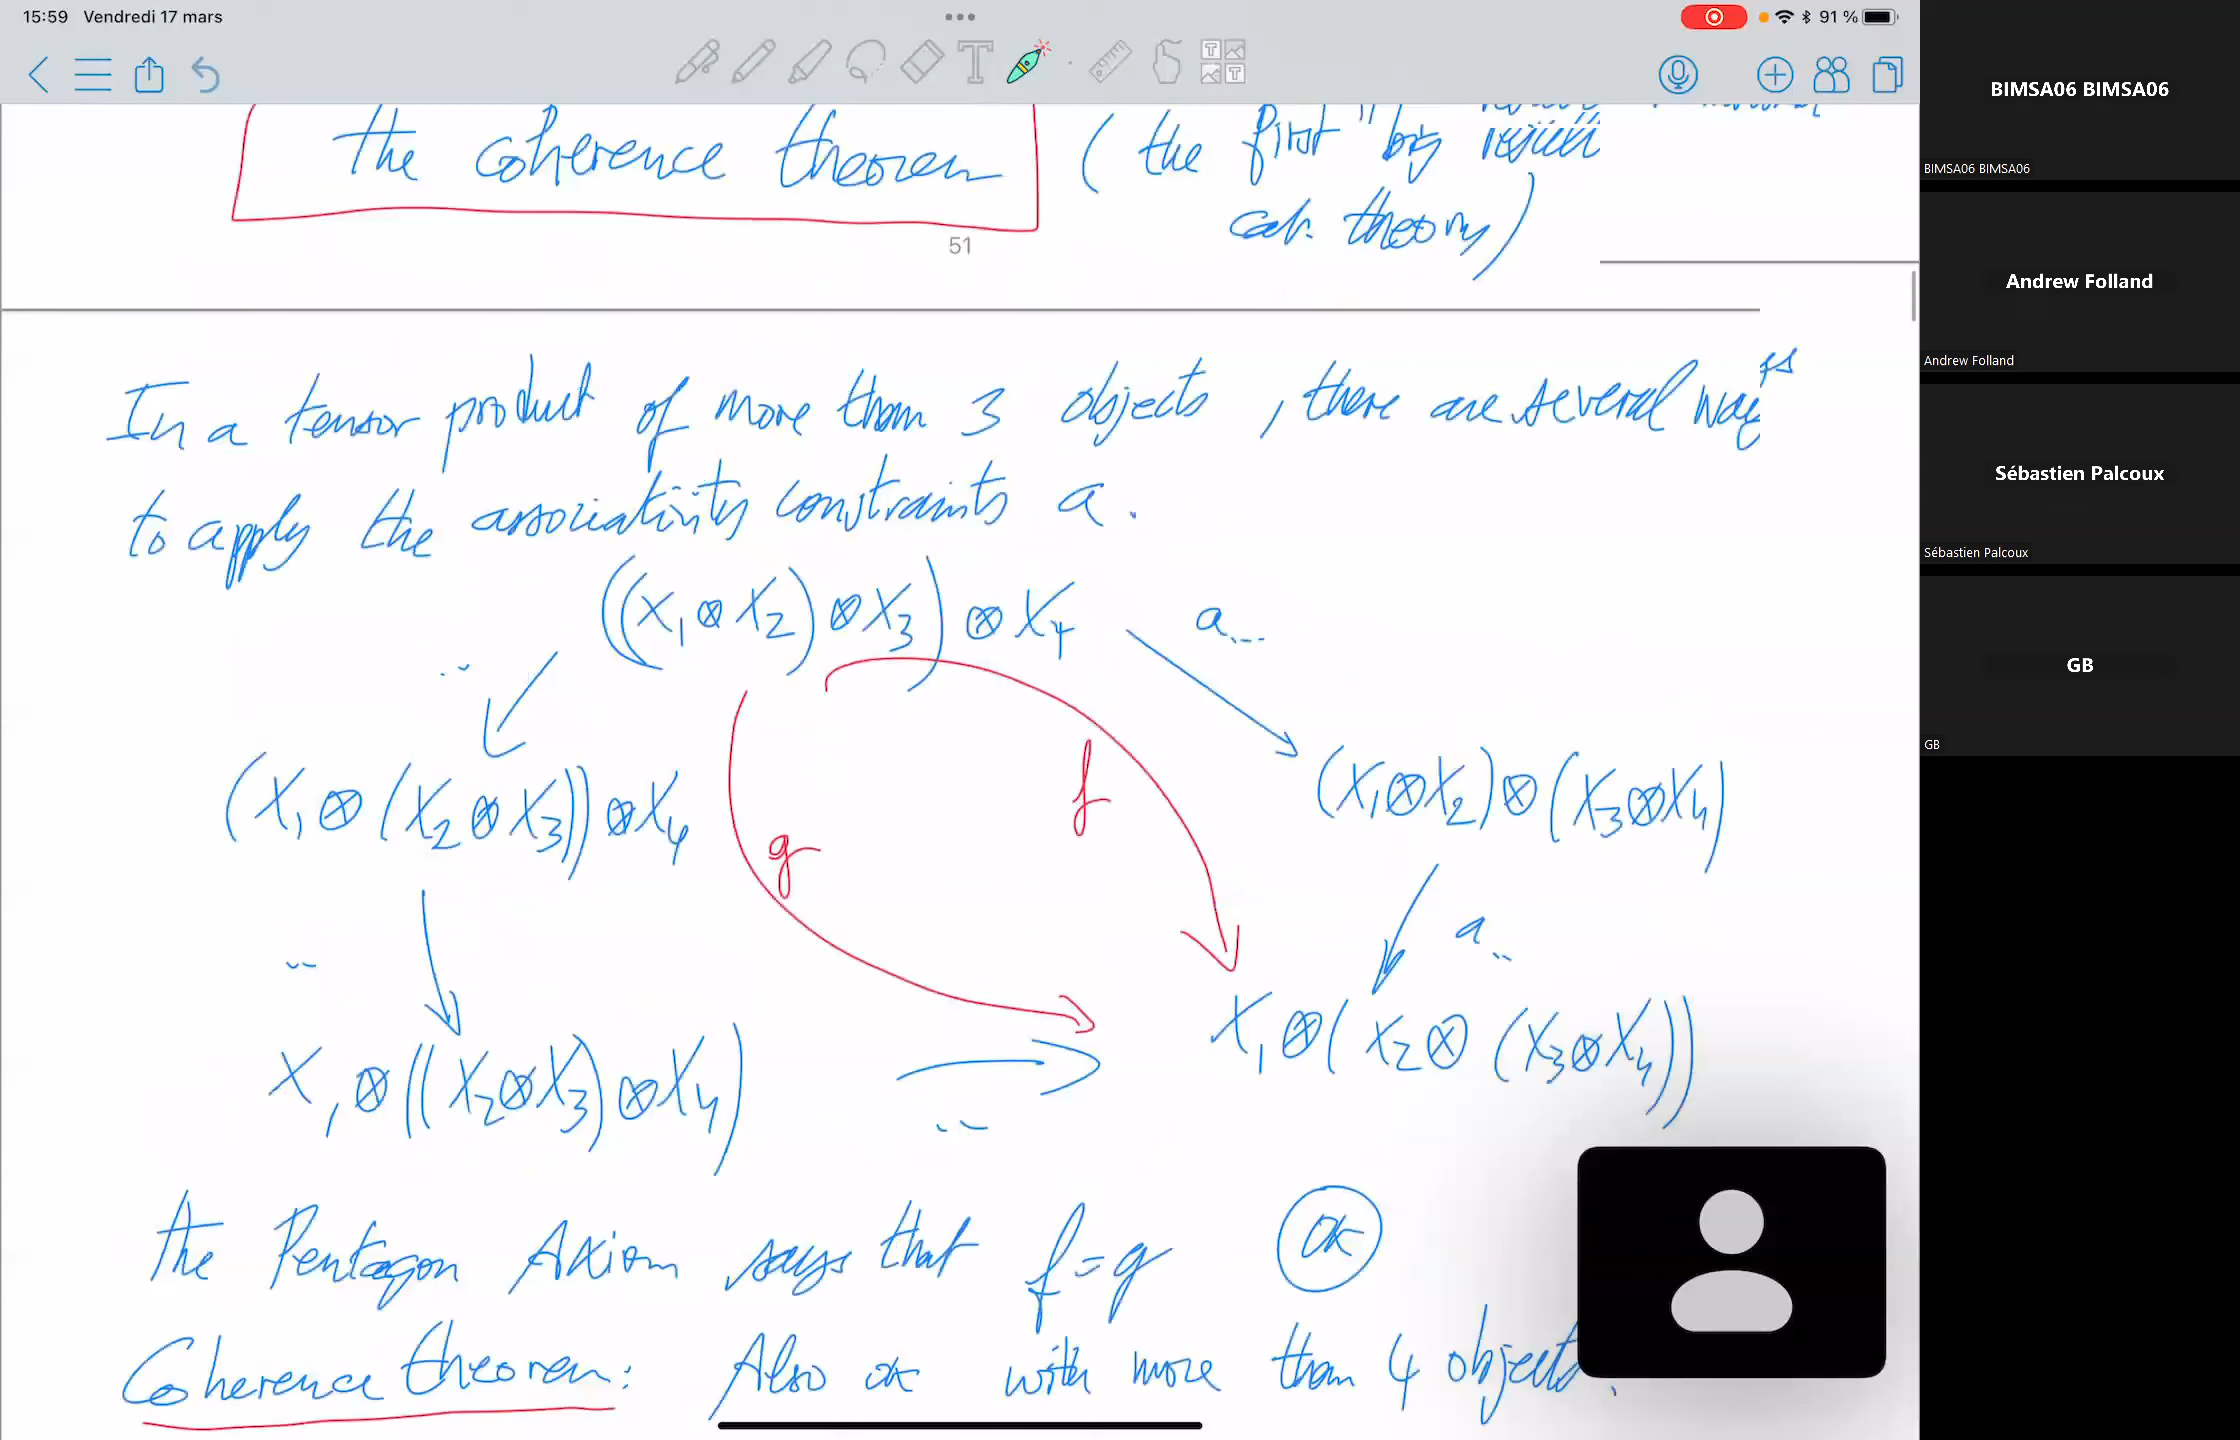 15:59 Vendredi 17 mars
91 %
The coherence theorem (the first "big
cat. theory)
51
In a tensor product of more than 3 objects, there are several ways
to apply the associativity constraints a.
((X₁⊗X₂)⊗X₃)⊗X₄ a...
(X₁⊗(X₂⊗X₃))⊗X₄ g f (X₁⊗X₂)⊗(X₃⊗X₄)
a..
X₁⊗((X₂⊗X₃)⊗X₄) X₁⊗(X₂⊗(X₃⊗X₄))
The Pentagon Axiom says that f=g ok
Coherence theorem: Also ok with more than 4 objects.
BIMSA06 BIMSA06
BIMSA06 BIMSA06
Andrew Folland
Andrew Folland
Sébastien Palcoux
Sébastien Palcoux
GB
GB